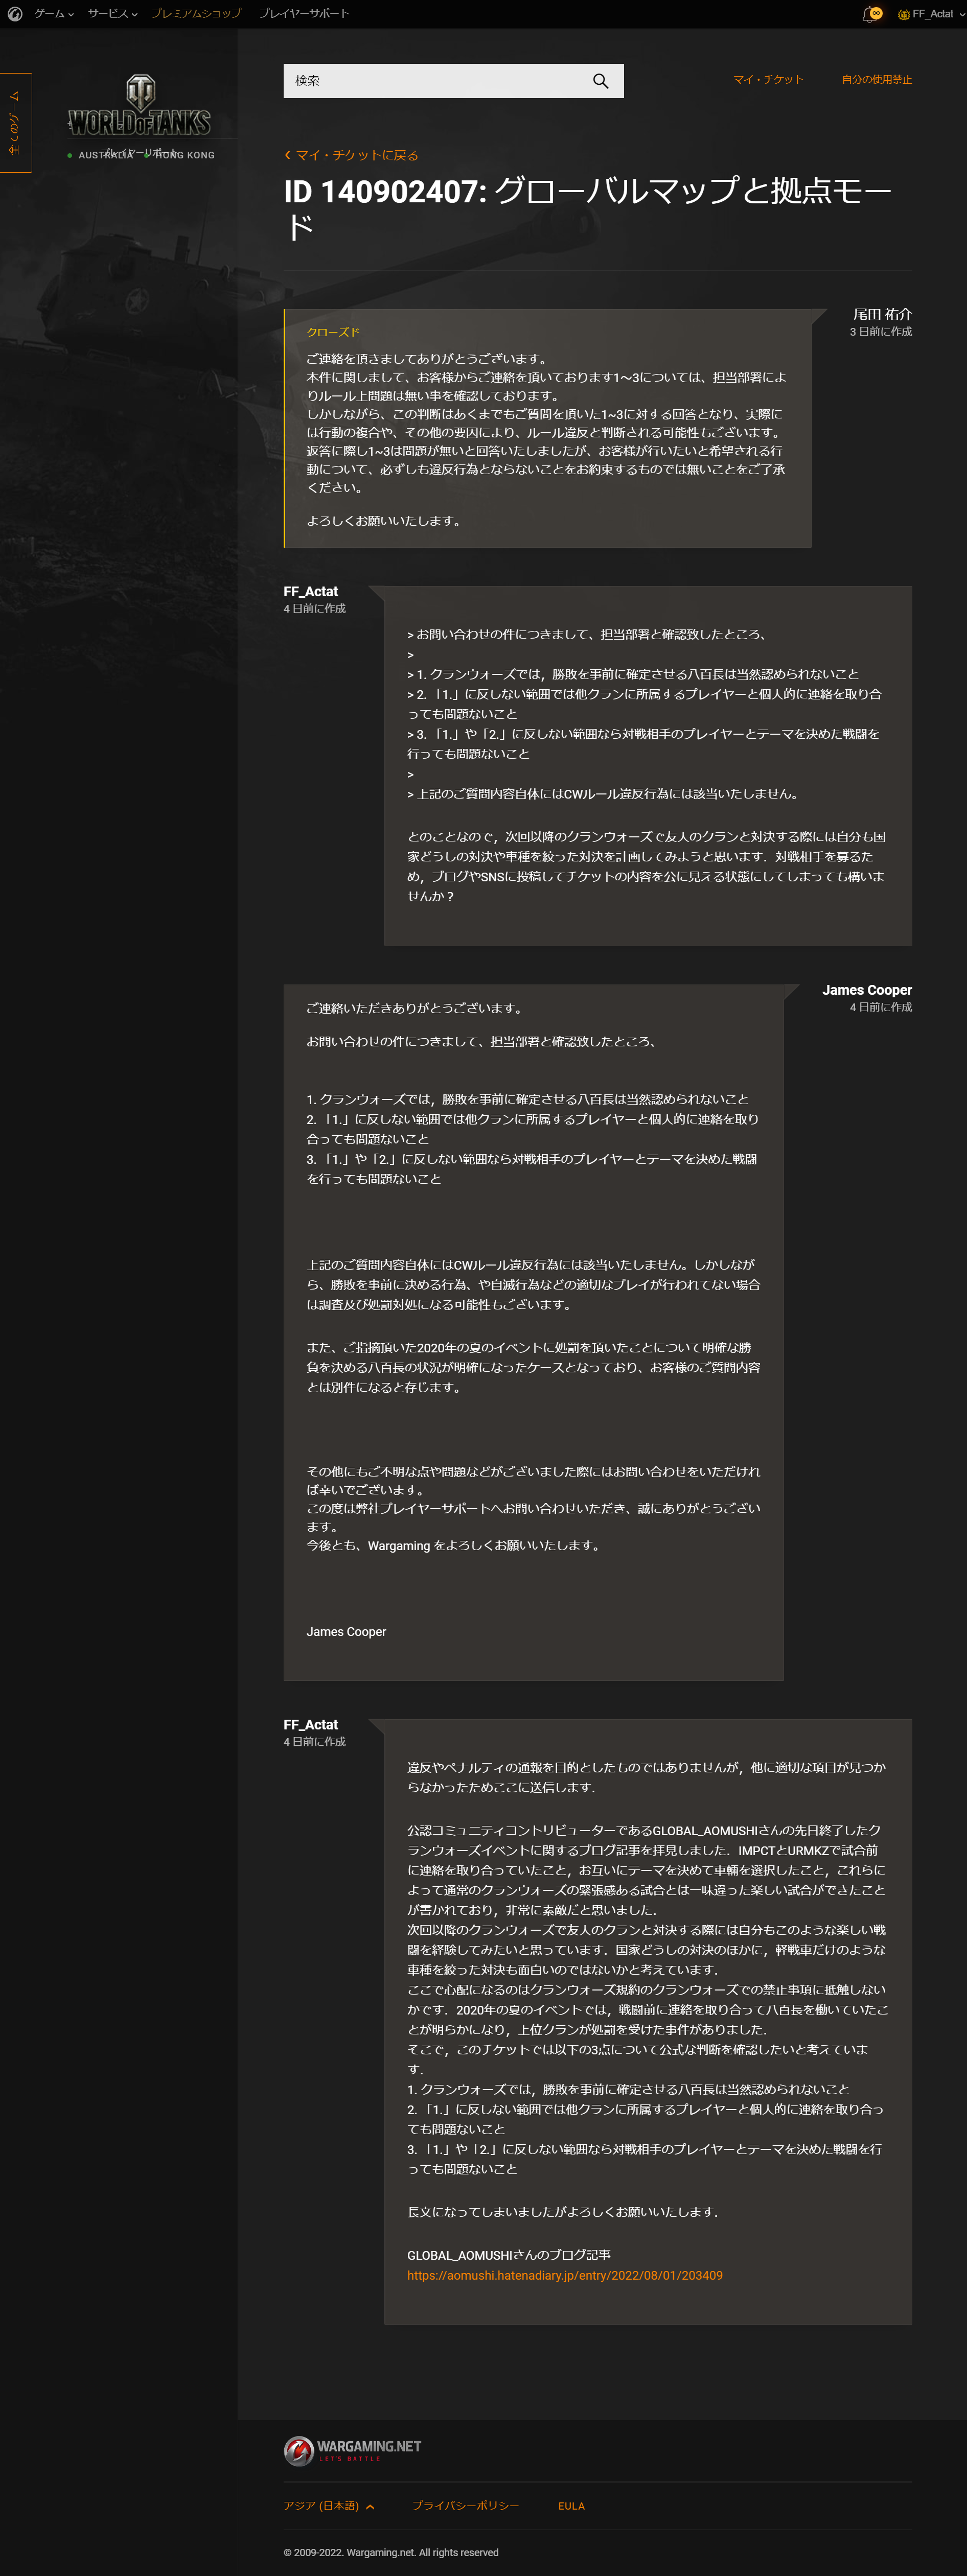 ゲーム サービス プレミアムショップ プレイヤーサポート FF_Actat
全てのゲーム
検索
マイ・チケット 自分の使用禁止
WORLD OF TANKS
プレイヤーサポート
AUSTRALIA HONG KONG
マイ・チケットに戻る
ID 140902407: グローバルマップと拠点モー
ド
尾田 祐介
3 日前に作成
クローズド
ご連絡を頂きましてありがとうございます。
本件に関しまして、お客様からご連絡を頂いております1～3については、担当部署によ
りルール上問題は無い事を確認しております。
しかしながら、この判断はあくまでもご質問を頂いた1~3に対する回答となり、実際に
は行動の複合や、その他の要因により、ルール違反と判断される可能性もございます。
返答に際し1~3は問題が無いと回答いたしましたが、お客様が行いたいと希望される行
動について、必ずしも違反行為とならないことをお約束するものでは無いことをご了承
ください。
よろしくお願いいたします。
FF_Actat
4 日前に作成
> お問い合わせの件につきまして、担当部署と確認致したところ、
>
> 1. クランウォーズでは，勝敗を事前に確定させる八百長は当然認められないこと
> 2. 「1.」に反しない範囲では他クランに所属するプレイヤーと個人的に連絡を取り合
っても問題ないこと
> 3. 「1.」や「2.」に反しない範囲なら対戦相手のプレイヤーとテーマを決めた戦闘を
行っても問題ないこと
>
> 上記のご質問内容自体にはCWルール違反行為には該当いたしません。
とのことなので，次回以降のクランウォーズで友人のクランと対決する際には自分も国
家どうしの対決や車種を絞った対決を計画してみようと思います．対戦相手を募るた
め，ブログやSNSに投稿してチケットの内容を公に見える状態にしてしまっても構いま
せんか？
James Cooper
4 日前に作成
ご連絡いただきありがとうございます。
お問い合わせの件につきまして、担当部署と確認致したところ、
1. クランウォーズでは，勝敗を事前に確定させる八百長は当然認められないこと
2. 「1.」に反しない範囲では他クランに所属するプレイヤーと個人的に連絡を取り
合っても問題ないこと
3. 「1.」や「2.」に反しない範囲なら対戦相手のプレイヤーとテーマを決めた戦闘
を行っても問題ないこと
上記のご質問内容自体にはCWルール違反行為には該当いたしません。しかしなが
ら、勝敗を事前に決める行為、や自滅行為などの適切なプレイが行われてない場合
は調査及び処罰対処になる可能性もございます。
また、ご指摘頂いた2020年の夏のイベントに処罰を頂いたことについて明確な勝
負を決める八百長の状況が明確になったケースとなっており、お客様のご質問内容
とは別件になると存じます。
その他にもご不明な点や問題などがございました際にはお問い合わせをいただけれ
ば幸いでございます。
この度は弊社プレイヤーサポートへお問い合わせいただき、誠にありがとうござい
ます。
今後とも、Wargaming をよろしくお願いいたします。
James Cooper
FF_Actat
4 日前に作成
違反やペナルティの通報を目的としたものではありませんが，他に適切な項目が見つか
らなかったためここに送信します．
公認コミュニティコントリビューターであるGLOBAL_AOMUSHIさんの先日終了したク
ランウォーズイベントに関するブログ記事を拝見しました．IMPCTとURMKZで試合前
に連絡を取り合っていたこと，お互いにテーマを決めて車輌を選択したこと，これらに
よって通常のクランウォーズの緊張感ある試合とは一味違った楽しい試合ができたこと
が書かれており，非常に素敵だと思いました．
次回以降のクランウォーズで友人のクランと対決する際には自分もこのような楽しい戦
闘を経験してみたいと思っています．国家どうしの対決のほかに，軽戦車だけのような
車種を絞った対決も面白いのではないかと考えています．
ここで心配になるのはクランウォーズ規約のクランウォーズでの禁止事項に抵触しない
かです．2020年の夏のイベントでは，戦闘前に連絡を取り合って八百長を働いていたこ
とが明らかになり，上位クランが処罰を受けた事件がありました．
そこで，このチケットでは以下の3点について公式な判断を確認したいと考えていま
す．
1. クランウォーズでは，勝敗を事前に確定させる八百長は当然認められないこと
2. 「1.」に反しない範囲では他クランに所属するプレイヤーと個人的に連絡を取り合っ
ても問題ないこと
3. 「1.」や「2.」に反しない範囲なら対戦相手のプレイヤーとテーマを決めた戦闘を行
っても問題ないこと
長文になってしまいましたがよろしくお願いいたします．
GLOBAL_AOMUSHIさんのブログ記事
https://aomushi.hatenadiary.jp/entry/2022/08/01/203409
WARGAMING.NET
LET'S BATTLE
アジア (日本語) プライバシーポリシー EULA
© 2009-2022. Wargaming.net. All rights reserved